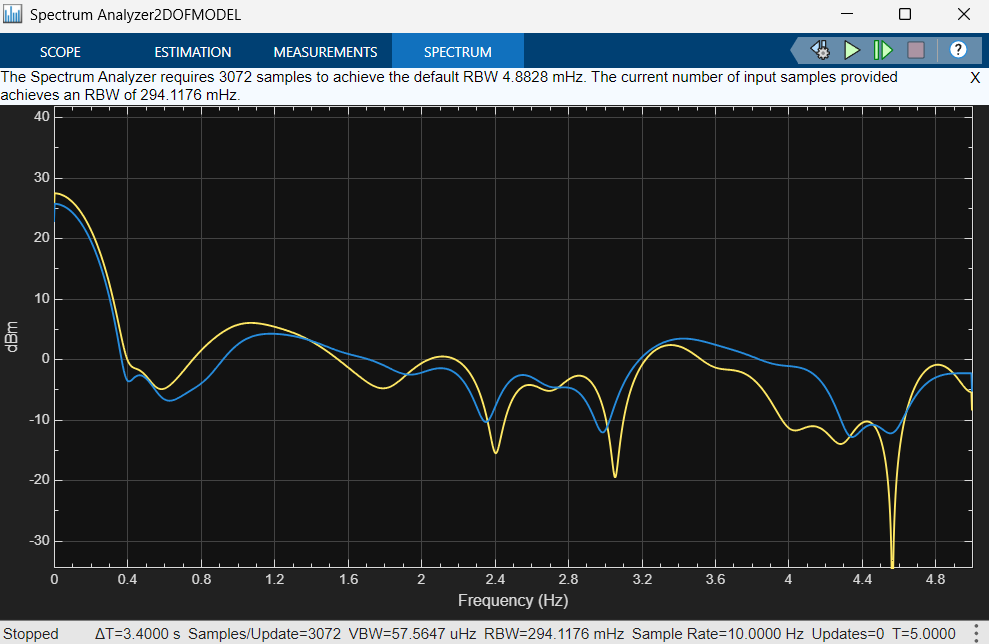 Spectrum Analyzer2DOFMODEL
SCOPE ESTIMATION MEASUREMENTS SPECTRUM ?
The Spectrum Analyzer requires 3072 samples to achieve the default RBW 4.8828 mHz. The current number of input samples provided X
achieves an RBW of 294.1176 mHz.
40
30
20
10
0
-10
-20
-30
dBm
0 0.4 0.8 1.2 1.6 2 2.4 2.8 3.2 3.6 4 4.4 4.8
Frequency (Hz)
Stopped ΔT=3.4000 s Samples/Update=3072 VBW=57.5647 uHz RBW=294.1176 mHz Sample Rate=10.0000 Hz Updates=0 T=5.0000